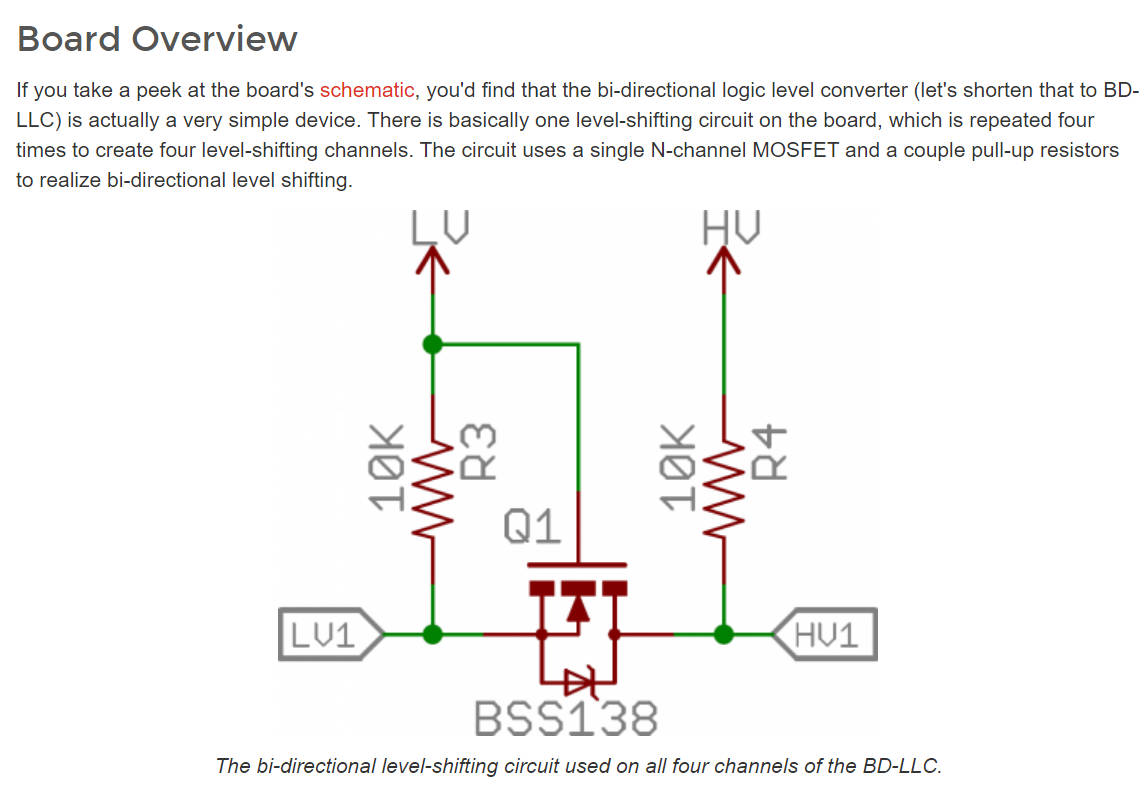 Board Overview
If you take a peek at the board's schematic, you'd find that the bi-directional logic level converter (let's shorten that to BD-
LLC) is actually a very simple device. There is basically one level-shifting circuit on the board, which is repeated four
times to create four level-shifting channels. The circuit uses a single N-channel MOSFET and a couple pull-up resistors
to realize bi-directional level shifting.
LV
HV
10K
R3
10K
R4
Q1
LV1
HV1
BSS138
The bi-directional level-shifting circuit used on all four channels of the BD-LLC.